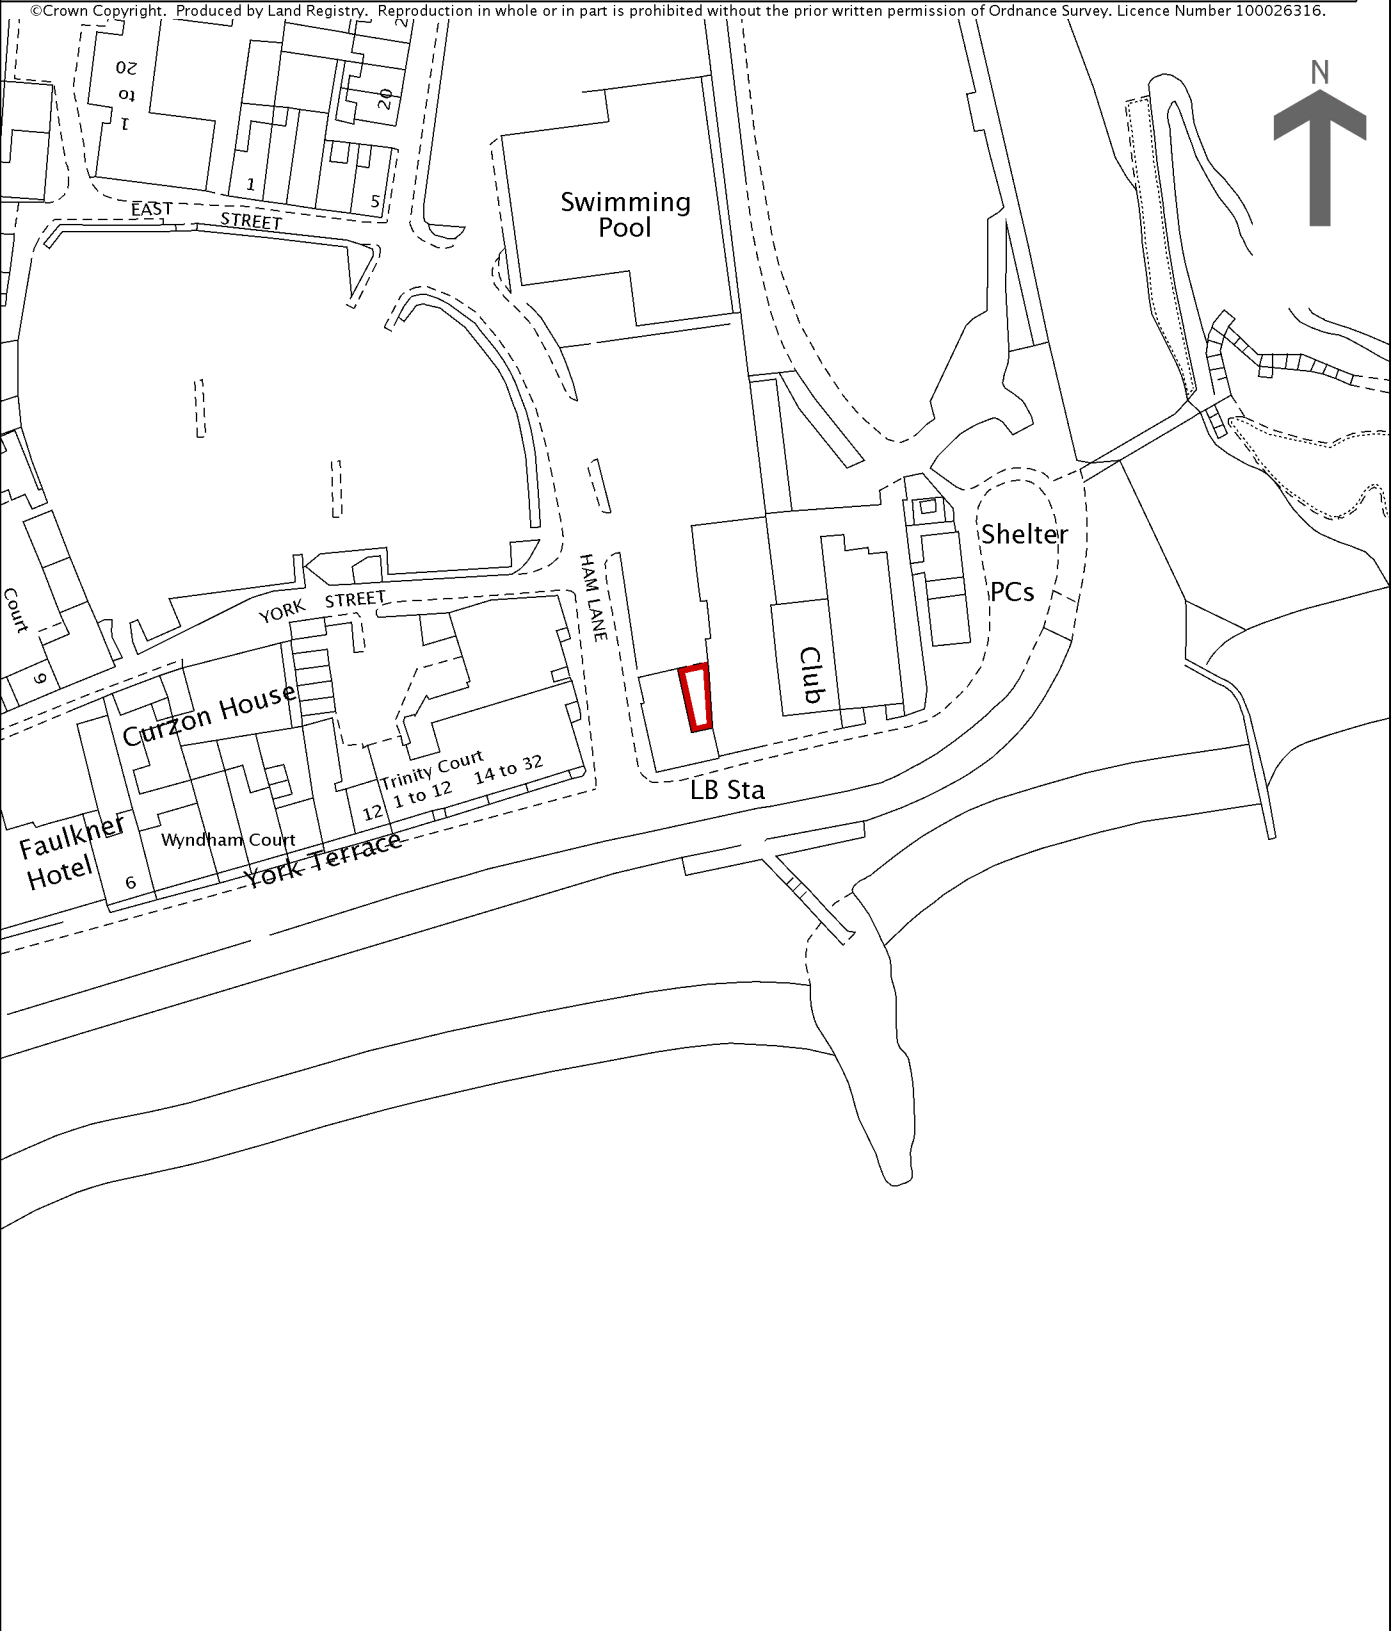 ©Crown Copyright. Produced by Land Registry. Reproduction in whole or in part is prohibited without the prior written permission of Ordnance Survey. Licence Number 100026316.
N
1 to 20
20
1
5
EAST STREET
Swimming
Pool
Shelter
PCs
HAM LANE
YORK STREET
Court
9
Curzon House
Club
Trinity Court
1 to 12 14 to 32
12
LB Sta
Faulkner
Hotel
Wyndham Court
York Terrace
6